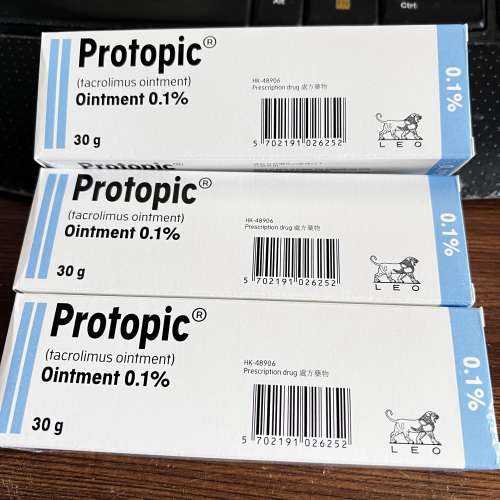 Ctrl
Protopic®
(tacrolimus ointment)
Ointment 0.1%
30 g
HK-48906
Prescription drug 處方藥物
5 702191 026252
LEO
0.1%
Protopic®
Protopic®
(tacrolimus ointment)
Ointment 0.1%
30 g
HK-48906
Prescription drug 處方藥物
5 702191 026252
LEO
0.1%
Protopic®
(tacrolimus ointment)
Ointment 0.1%
30 g
HK-48906
Prescription drug 處方藥物
5 702191 026252
LEO
0.1%